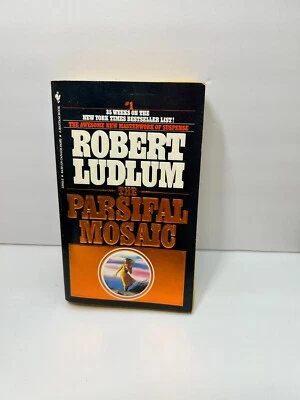 #1
35 WEEKS ON THE
NEW YORK TIMES BESTSELLER LIST!
THE AWESOME NEW MASTERWORK OF SUSPENSE
ROBERT
LUDLUM
THE
PARSIFAL
MOSAIC